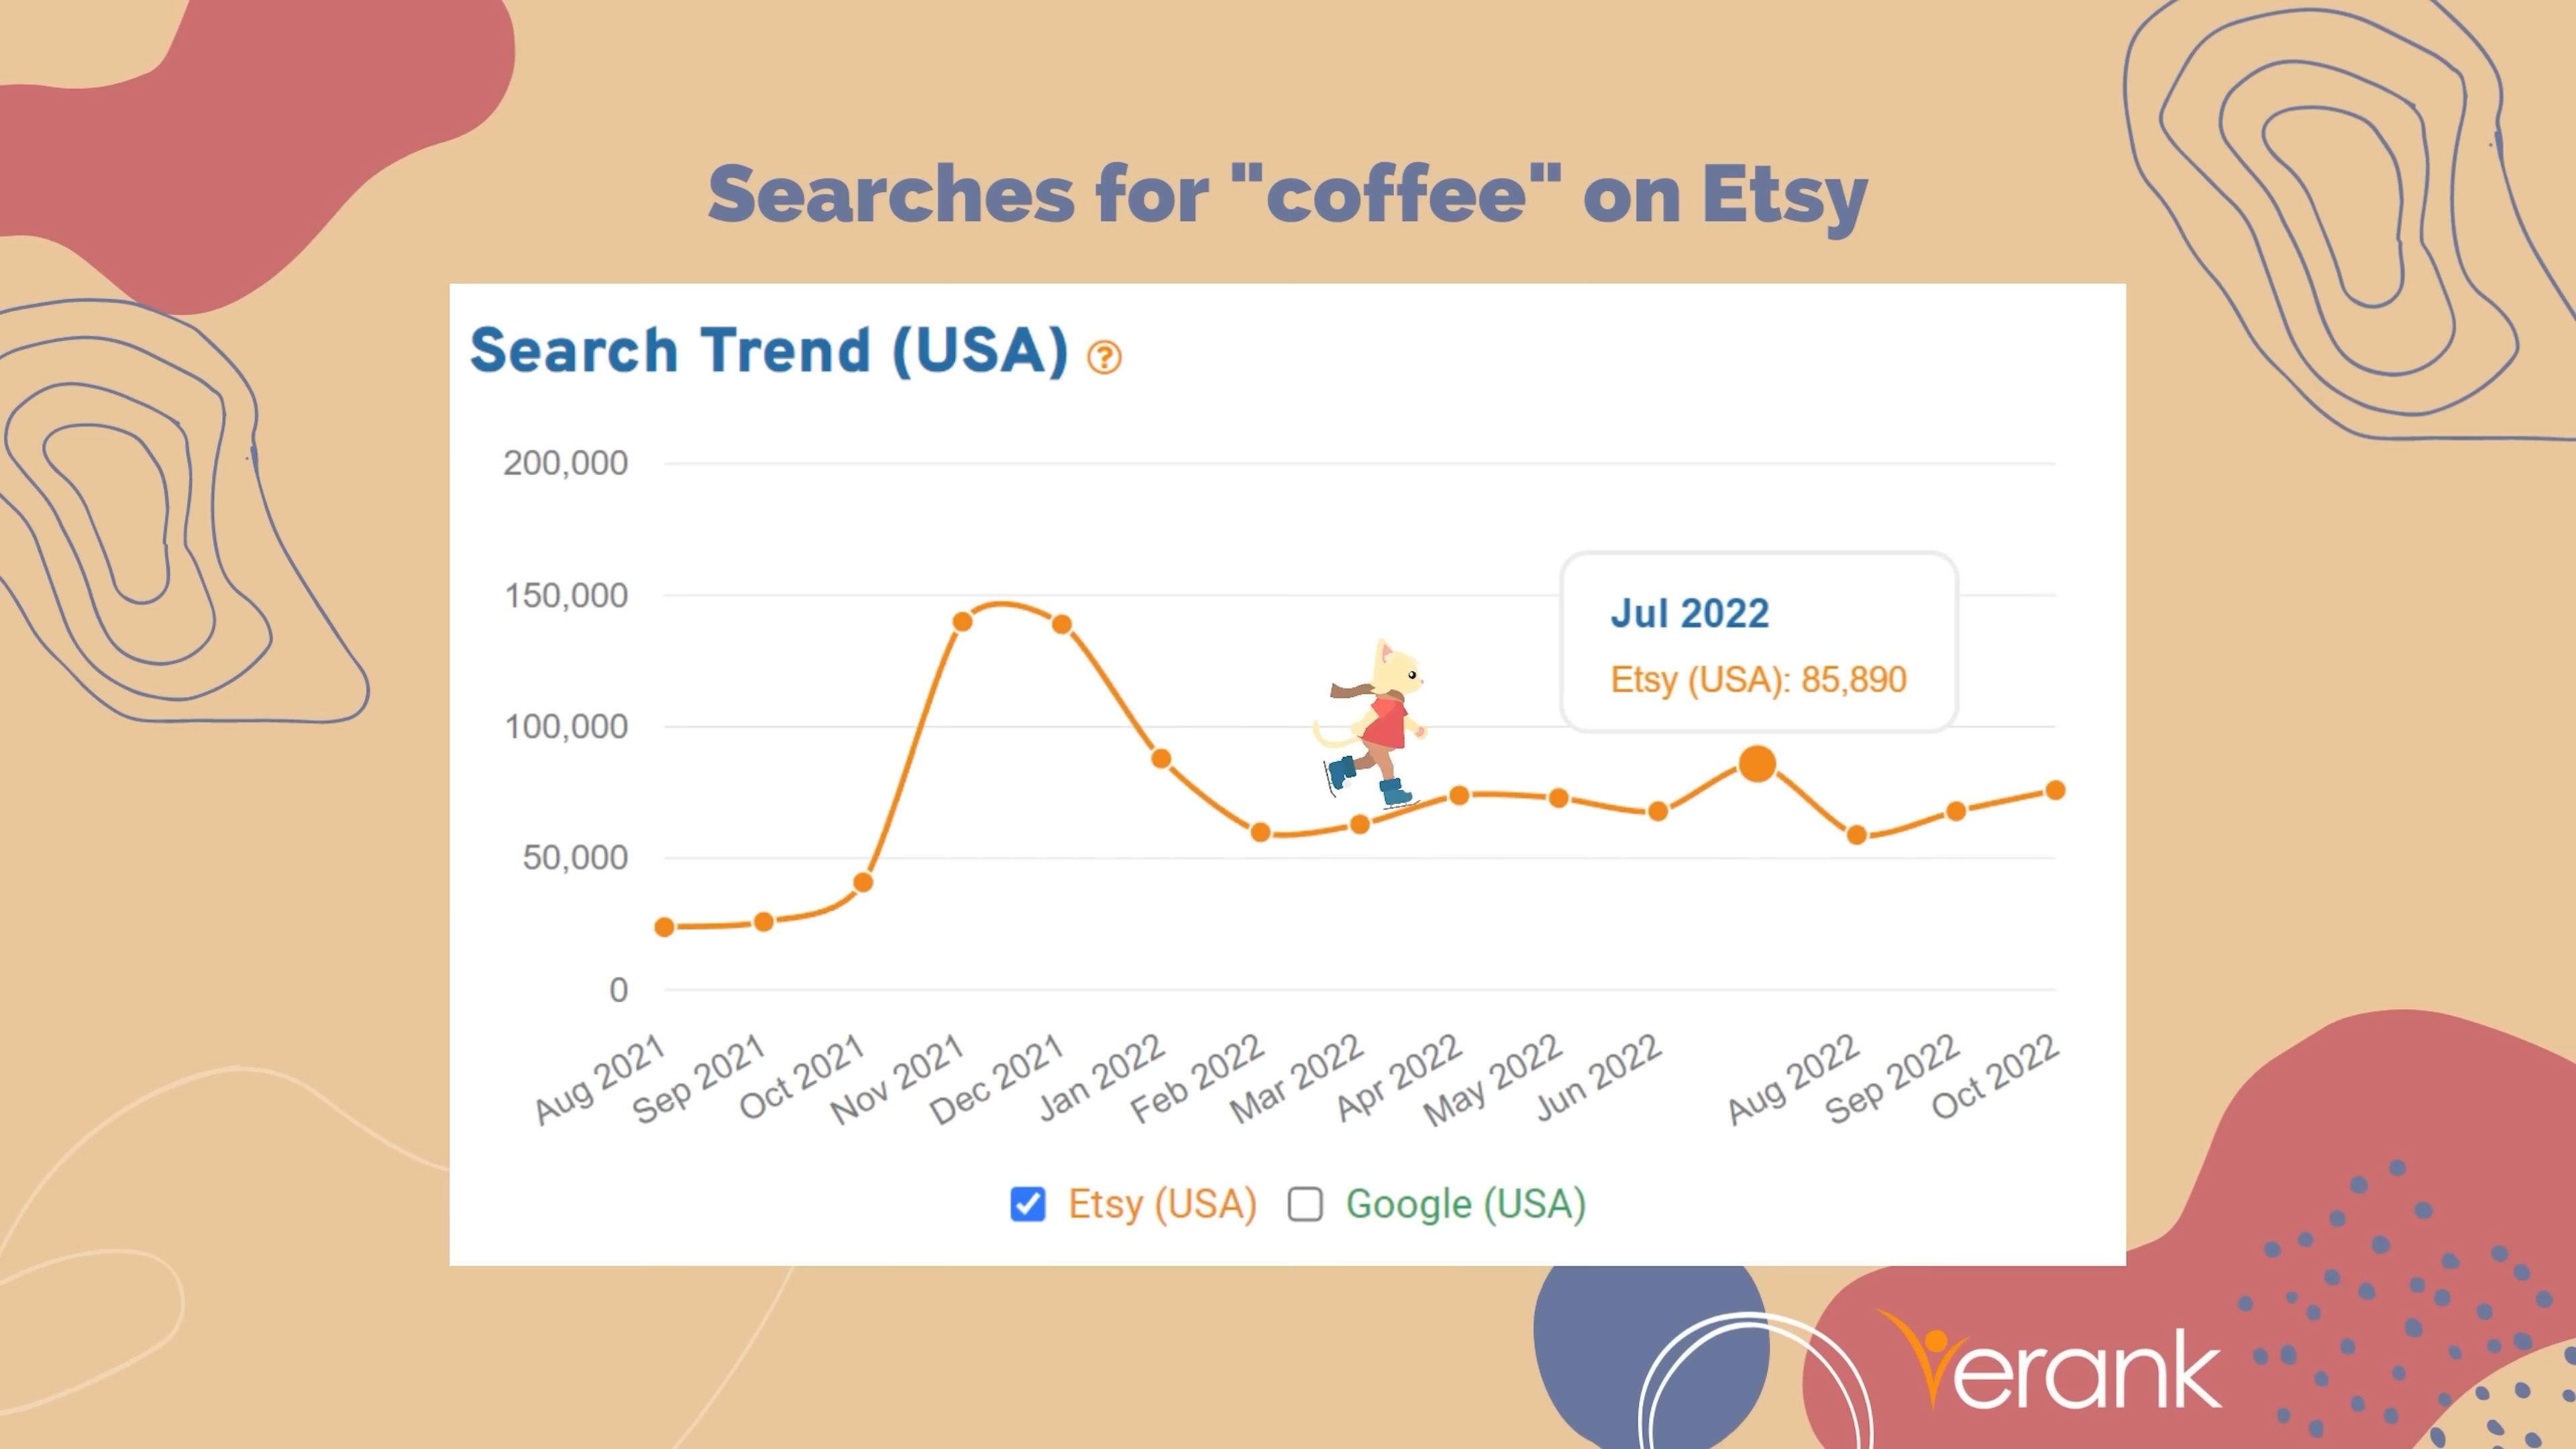 Searches for "coffee" on Etsy
Search Trend (USA) ?
200,000
150,000
100,000
50,000
0
Jul 2022
Etsy (USA): 85,890
Aug 2021
Sep 2021
Oct 2021
Nov 2021
Dec 2021
Jan 2022
Feb 2022
Mar 2022
Apr 2022
May 2022
Jun 2022
Aug 2022
Sep 2022
Oct 2022
Etsy (USA)
Google (USA)
erank